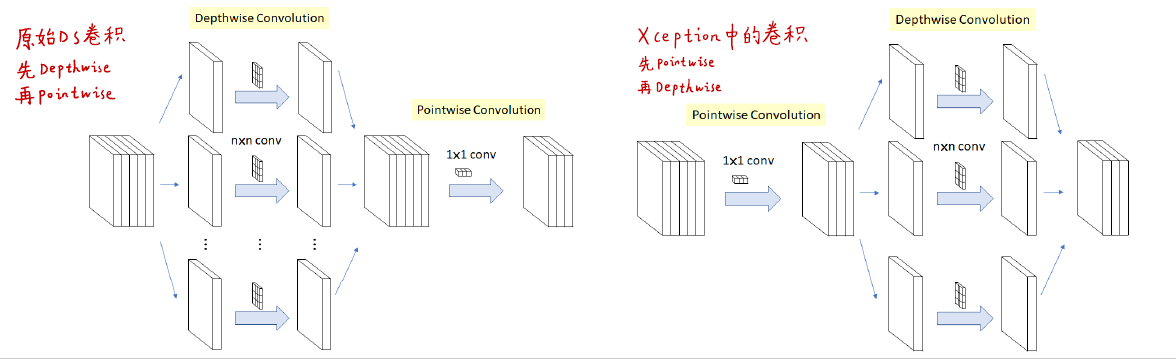 原始DS卷积
先Depthwise
再pointwise
Depthwise Convolution
nxn conv
Pointwise Convolution
1x1 conv
Xception中的卷积
先pointwise
再Depthwise
Pointwise Convolution
1x1 conv
Depthwise Convolution
nxn conv